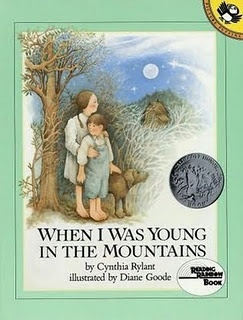 WHEN I WAS YOUNG
IN THE MOUNTAINS
by Cynthia Rylant
illustrated by Diane Goode
READING
RAINBOW
BOOK